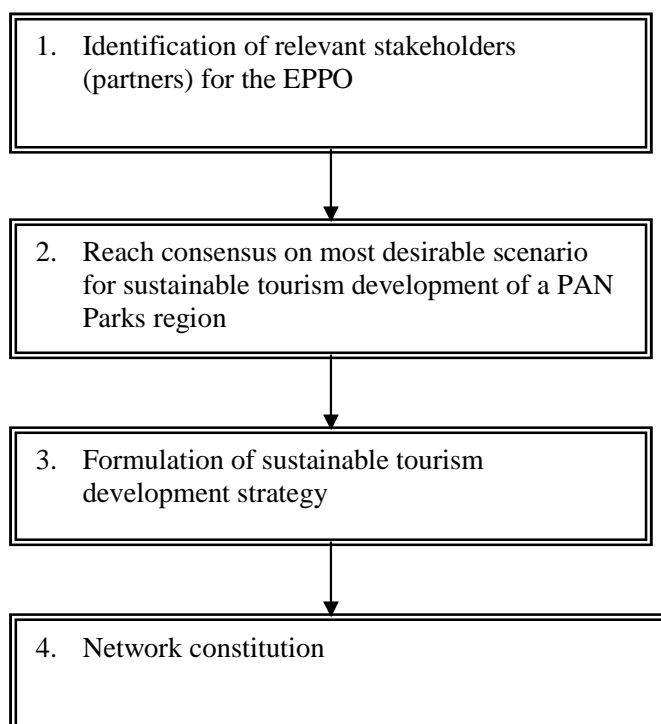 1. Identification of relevant stakeholders
(partners) for the EPPO
2. Reach consensus on most desirable scenario
for sustainable tourism development of a PAN
Parks region
3. Formulation of sustainable tourism
development strategy
4. Network constitution